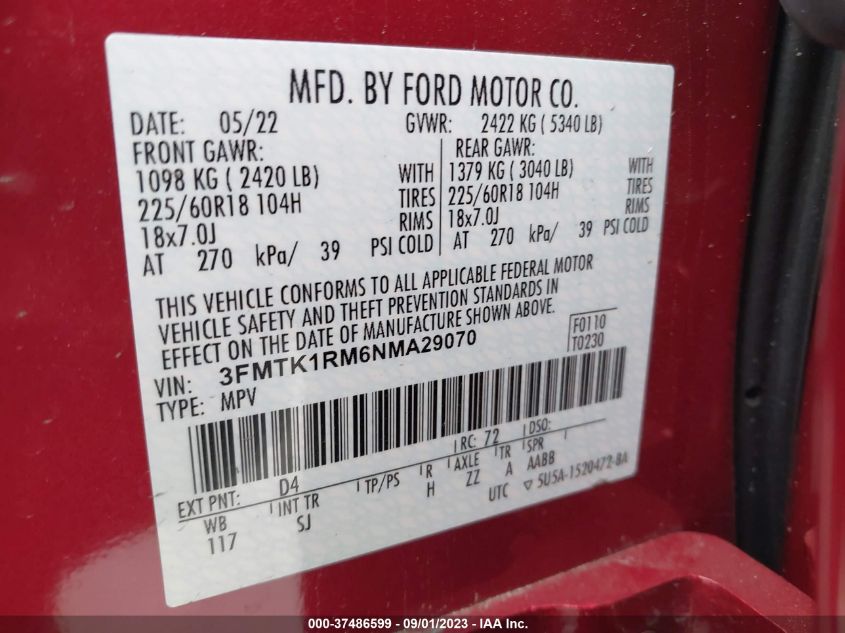 MFD. BY FORD MOTOR CO.
DATE: 05/22 GVWR: 2422 KG ( 5340 LB)
FRONT GAWR: REAR GAWR:
1098 KG ( 2420 LB) WITH 1379 KG ( 3040 LB) WITH
225/60R18 104H TIRES 225/60R18 104H TIRES
18x7.0J RIMS 18x7.0J RIMS
AT 270 kPa/ 39 PSI COLD AT 270 kPa/ 39 PSI COLD
THIS VEHICLE CONFORMS TO ALL APPLICABLE FEDERAL MOTOR
VEHICLE SAFETY AND THEFT PREVENTION STANDARDS IN
EFFECT ON THE DATE OF MANUFACTURE SHOWN ABOVE.
F0110
T0230
VIN: 3FMTK1RM6NMA29070
TYPE: MPV
EXT PNT: D4 RC: 72 DSO:
WB INT TR TP/PS R AXLE TR SPR
117 SJ H ZZ A AABB
UTC ▽ 5U5A-1520472-BA
000-37486599 - 09/01/2023 - IAA Inc.